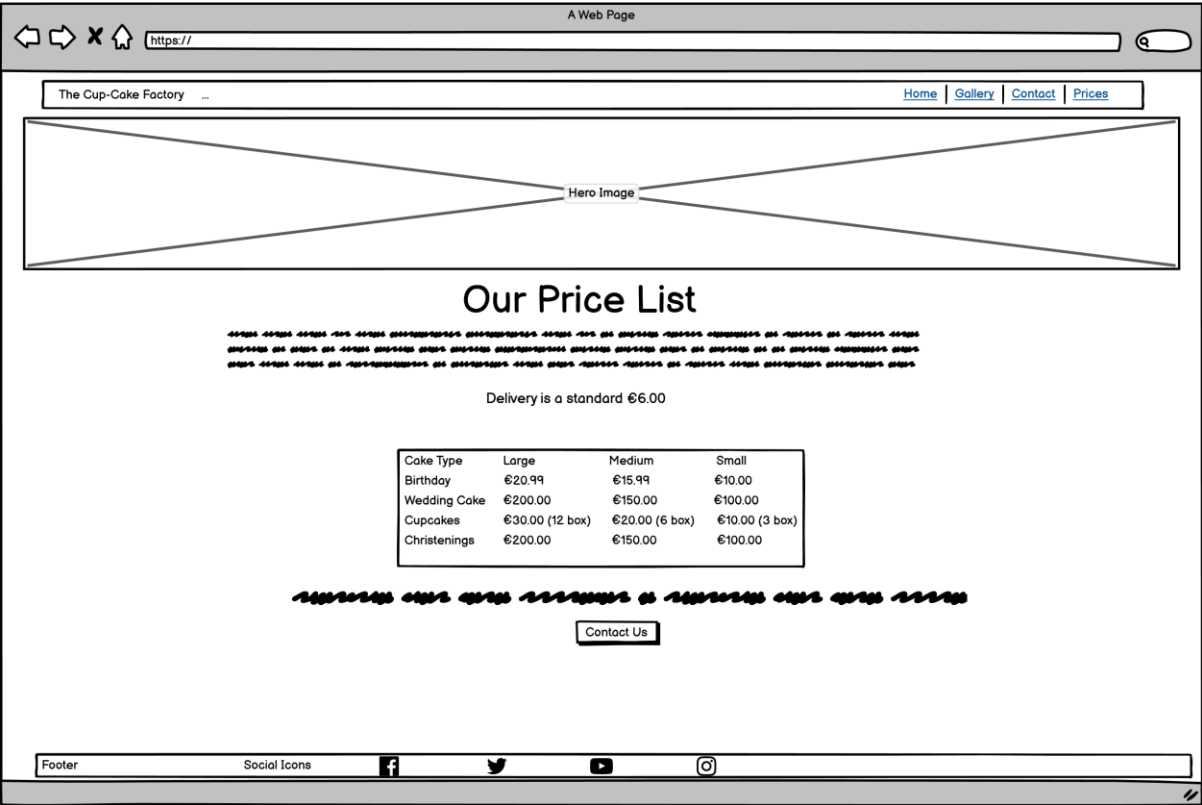 A Web Page
https://
The Cup-Cake Factory ... Home Gallery Contact Prices
Hero Image
Our Price List
Delivery is a standard €6.00
Cake Type Large Medium Small
Birthday €20.99 €15.99 €10.00
Wedding Cake €200.00 €150.00 €100.00
Cupcakes €30.00 (12 box) €20.00 (6 box) €10.00 (3 box)
Christenings €200.00 €150.00 €100.00
Contact Us
Footer Social Icons